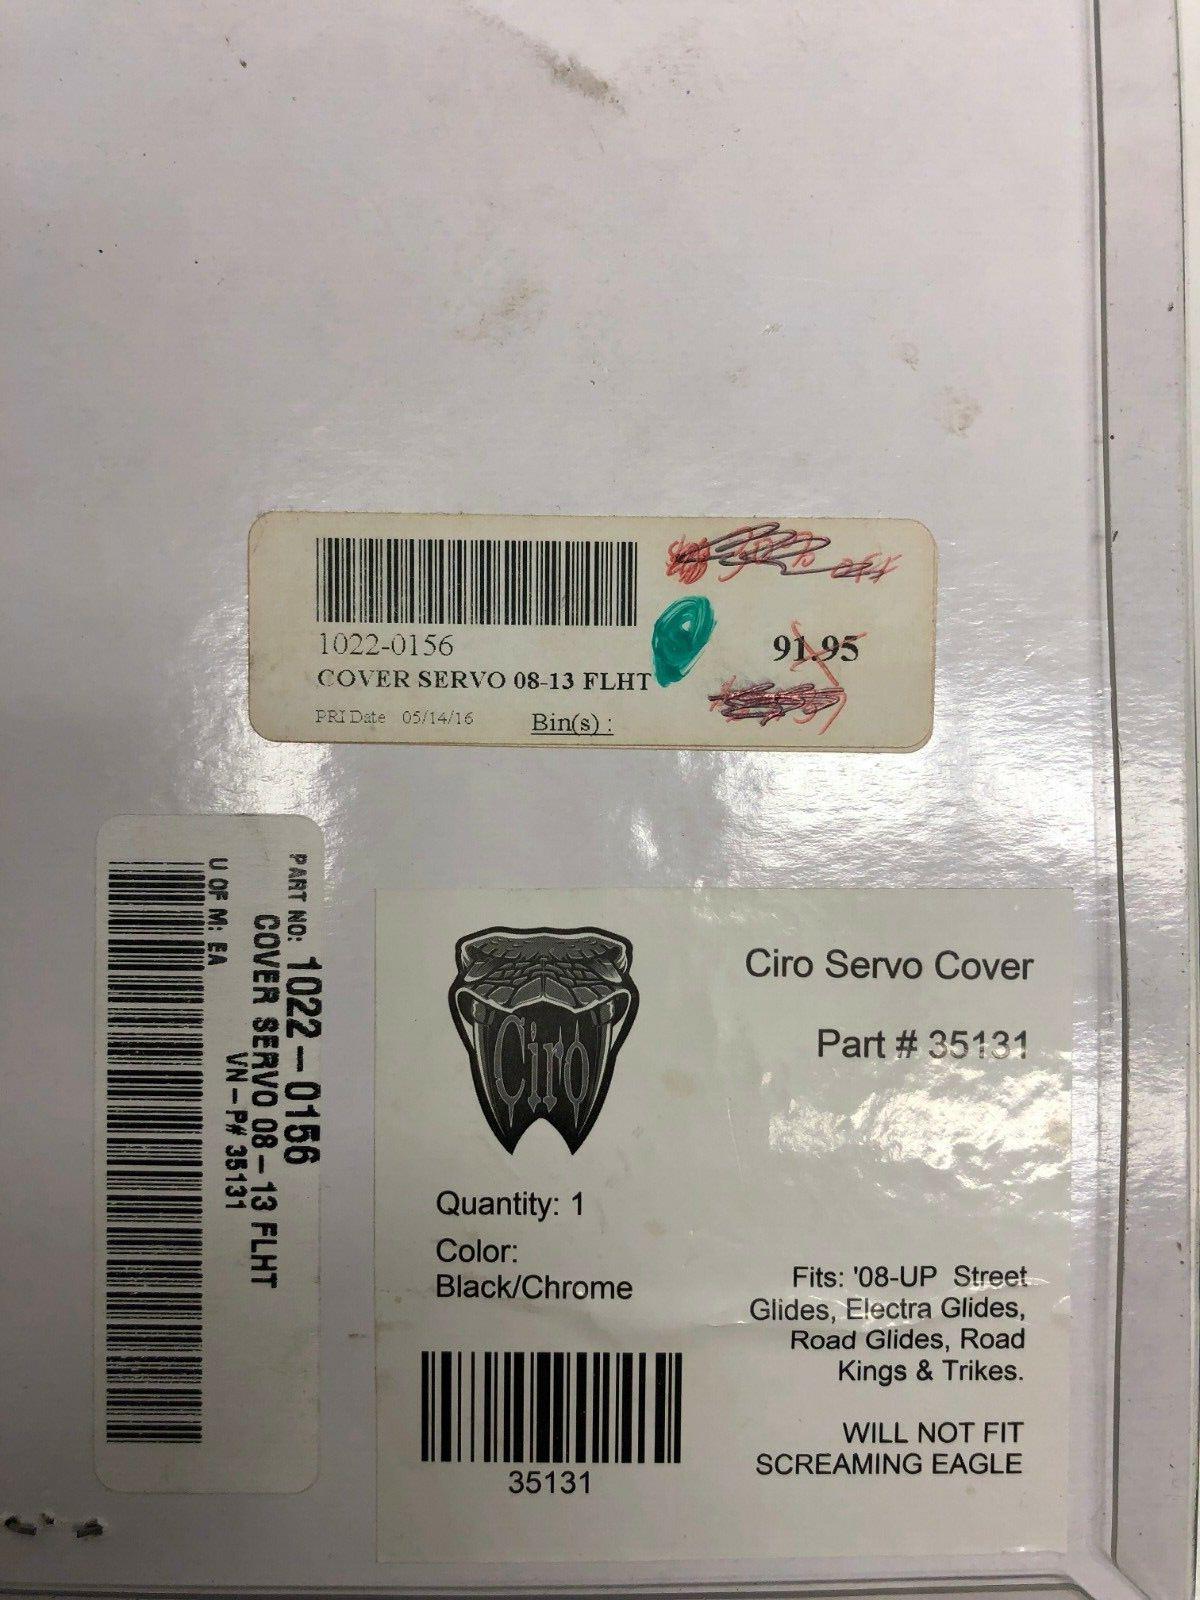 1022-0156
COVER SERVO 08-13 FLHT
PRI Date 05/14/16
Bin(s) :
OFF
91.95
PART NO: 1022-0156
COVER SERVO 08-13 FLHT
VN-P# 35131
U OF M: EA
Ciro
Ciro Servo Cover
Part # 35131
Quantity: 1
Color:
Black/Chrome
Fits: '08-UP Street
Glides, Electra Glides,
Road Glides, Road
Kings & Trikes.
WILL NOT FIT
SCREAMING EAGLE
35131